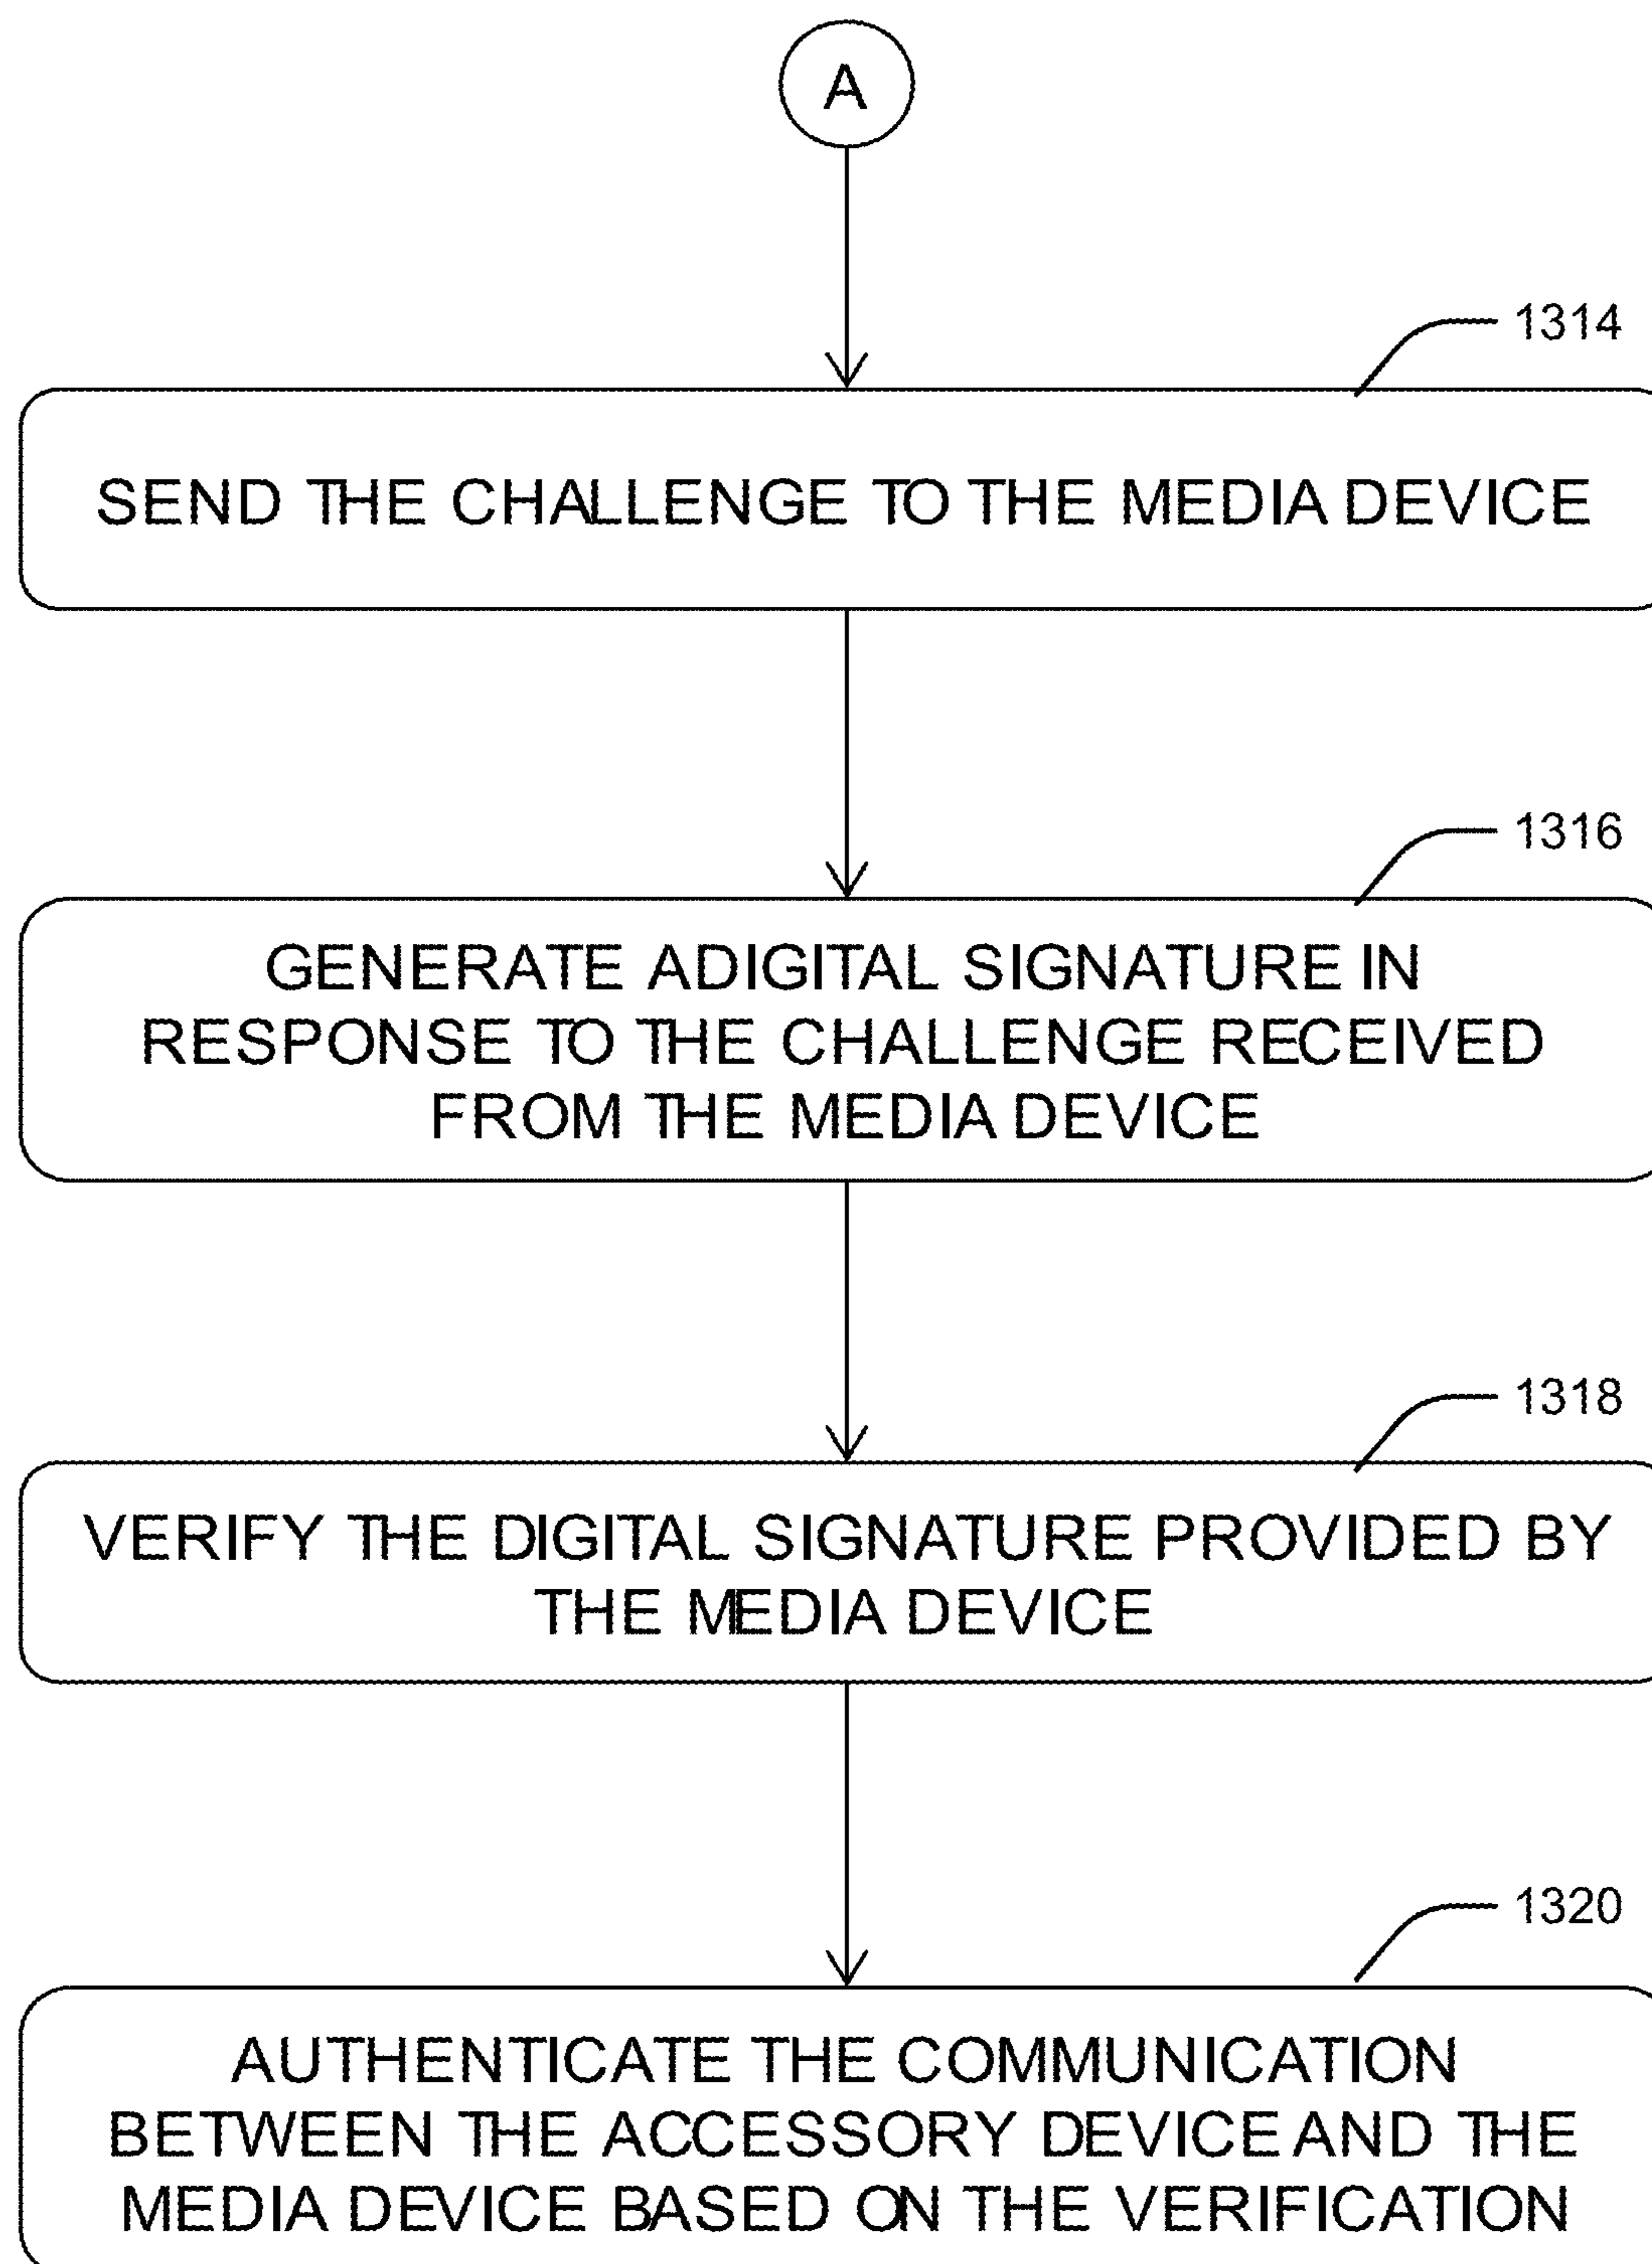 A
1314
SEND THE CHALLENGE TO THE MEDIA DEVICE
1316
GENERATE ADIGITAL SIGNATURE IN
RESPONSE TO THE CHALLENGE RECEIVED
FROM THE MEDIA DEVICE
1318
VERIFY THE DIGITAL SIGNATURE PROVIDED BY
THE MEDIA DEVICE
1320
AUTHENTICATE THE COMMUNICATION
BETWEEN THE ACCESSORY DEVICE AND THE
MEDIA DEVICE BASED ON THE VERIFICATION